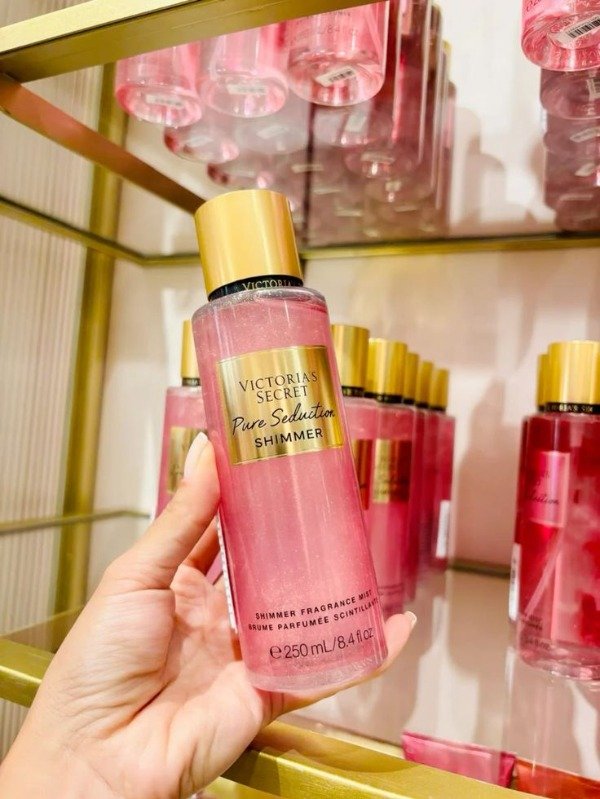 VICTORIA
VICTORIA'S
SECRET
Pure Seduction
SHIMMER
SHIMMER FRAGRANCE MIST
BRUME PARFUMÉE SCINTILLANTE
℮250 mL/8.4 fl oz